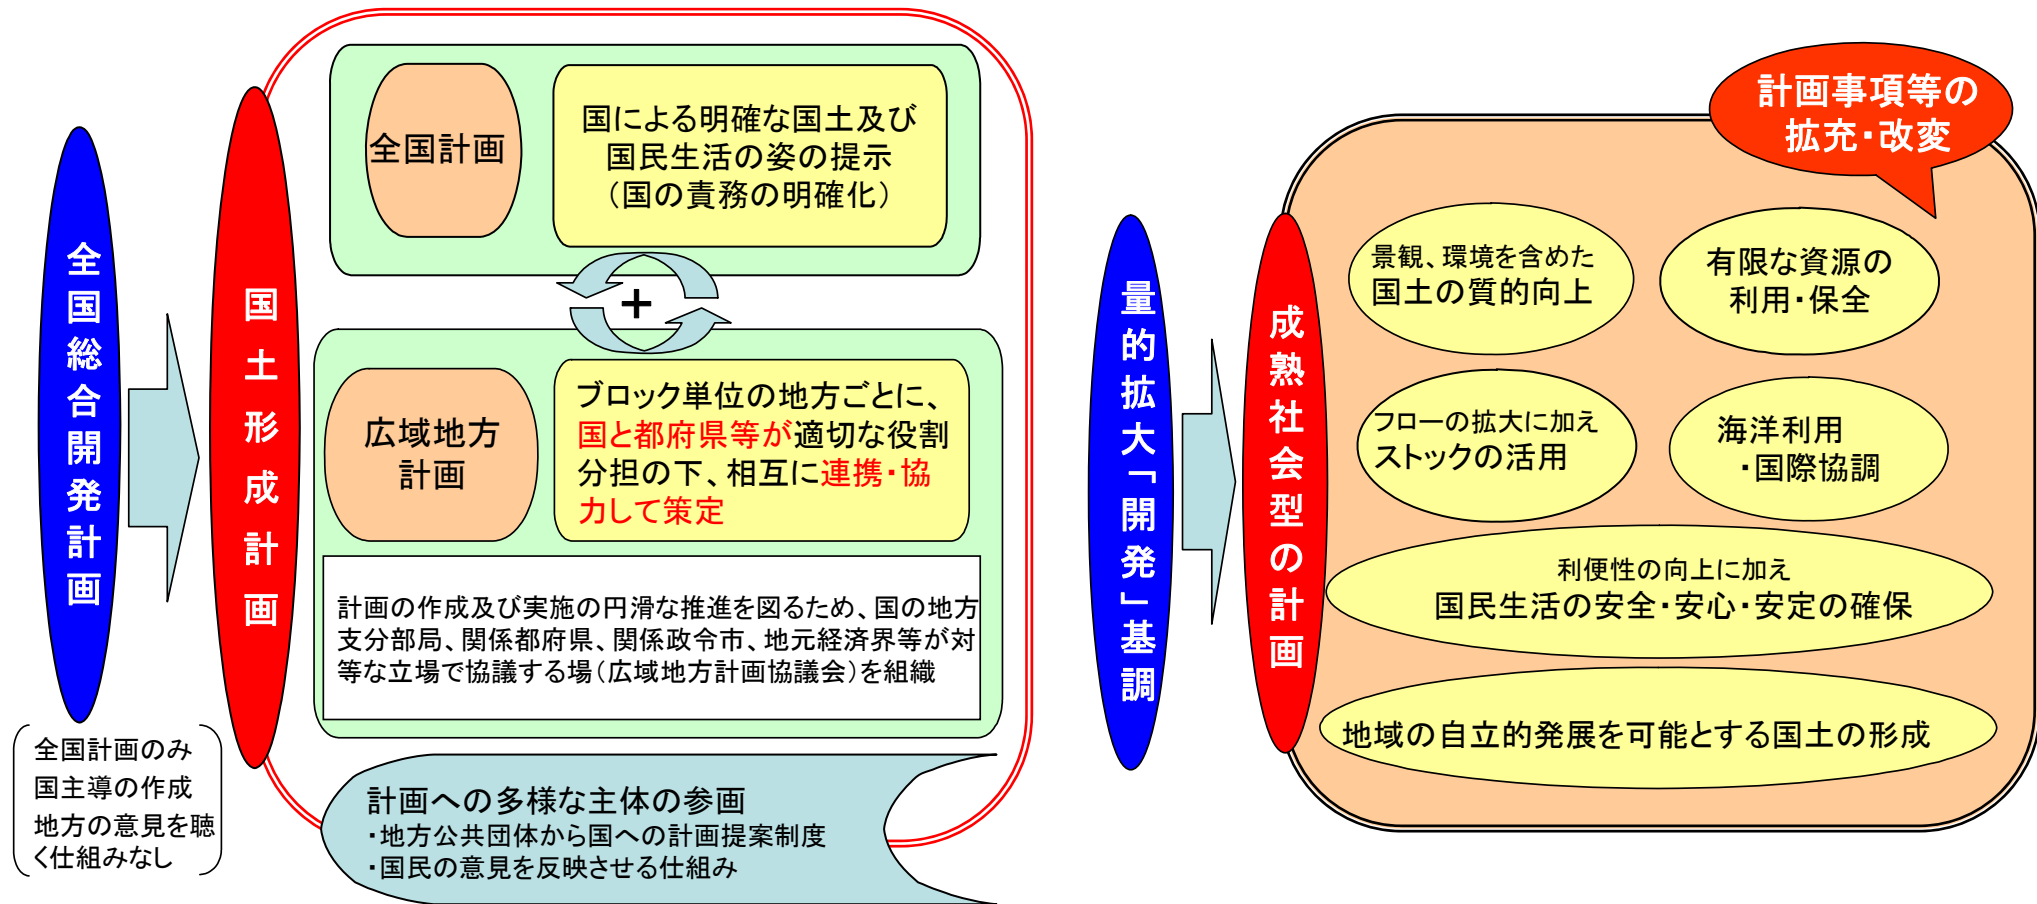 全国総合開発計画
全国計画のみ
国主導の作成
地方の意見を聴
く仕組みなし
国土形成計画
全国計画
国による明確な国土及び
国民生活の姿の提示
（国の責務の明確化）
＋
広域地方
計画
ブロック単位の地方ごとに、
国と都府県等が適切な役割
分担の下、相互に連携・協
力して策定
計画の作成及び実施の円滑な推進を図るため、国の地方
支分部局、関係都府県、関係政令市、地元経済界等が対
等な立場で協議する場（広域地方計画協議会）を組織
計画への多様な主体の参画
・地方公共団体から国への計画提案制度
・国民の意見を反映させる仕組み
量的拡大「開発」基調
成熟社会型の計画
計画事項等の
拡充・改変
景観、環境を含めた
国土の質的向上
有限な資源の
利用・保全
フローの拡大に加え
ストックの活用
海洋利用
・国際協調
利便性の向上に加え
国民生活の安全・安心・安定の確保
地域の自立的発展を可能とする国土の形成